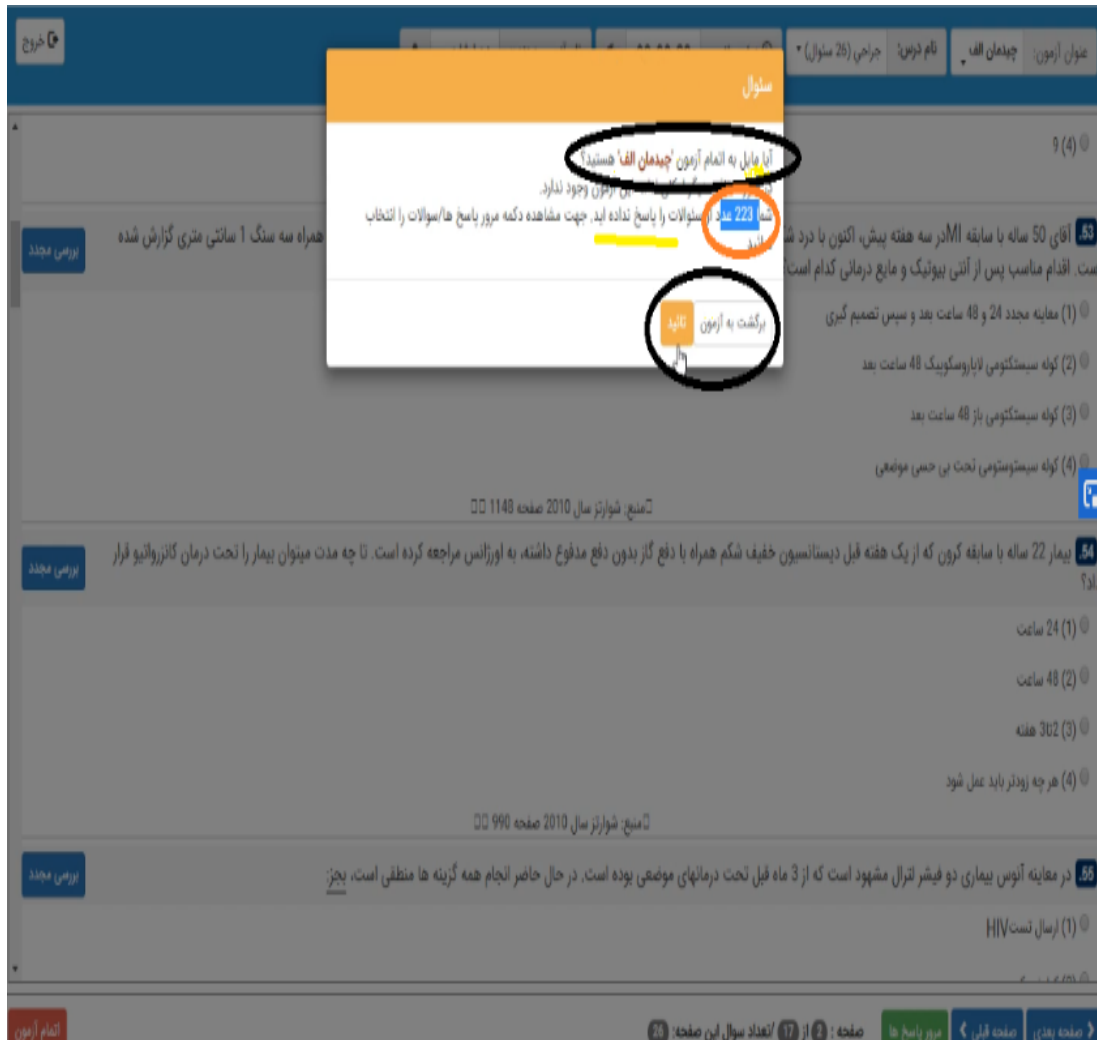 عنوان آزمون: چیدمان الف نام درس: جراحی (26 سئوال) خروج
سئوال
آیا مایل به اتمام آزمون 'چیدمان الف' هستید؟
آزمون وجود ندارد.
شما 223 عدد از سئوالات را پاسخ نداده اید. جهت مشاهده دکمه مرور پاسخ ها/سوالات را انتخاب
برگشت به آزمون تائید
9 (4)
53. آقای 50 ساله با سابقه MIدر سه هفته پیش، اکنون با درد همراه سه سنگ 1 سانتی متری گزارش شده
ست. اقدام مناسب پس از آنتی بیوتیک و مایع درمانی کدام است؟
بررسی مجدد
(1) معاینه مجدد 24 و 48 ساعت بعد و سپس تصمیم گیری
(2) کوله سیستکتومی لاپاروسکوپیک 48 ساعت بعد
(3) کوله سیستکتومی باز 48 ساعت بعد
(4) کوله سیستوستومی تحت بی حسی موضعی
منبع: شوارتز سال 2010 صفحه 1148
54. بیمار 22 ساله با سابقه کرون که از یک هفته قبل دیستانسیون خفیف شکم همراه با دفع گاز بدون دفع مدفوع داشته، به اورژانس مراجعه کرده است. تا چه مدت میتوان بیمار را تحت درمان کانزرواتیو قرار
داد؟
بررسی مجدد
(1) 24 ساعت
(2) 48 ساعت
(3) 2تا3 هفته
(4) هر چه زودتر باید عمل شود
منبع: شوارتز سال 2010 صفحه 990
55. در معاینه آنوس بیماری دو فیشر لترال مشهود است که از 3 ماه قبل تحت درمانهای موضعی بوده است. در حال حاضر انجام همه گزینه ها منطقی است، بجز:
بررسی مجدد
(1) ارسال تستHIV
صفحه بعدی صفحه قبلی مرور پاسخ ها صفحه : 2 از 17 /تعداد سوال این صفحه: 26 اتمام آزمون